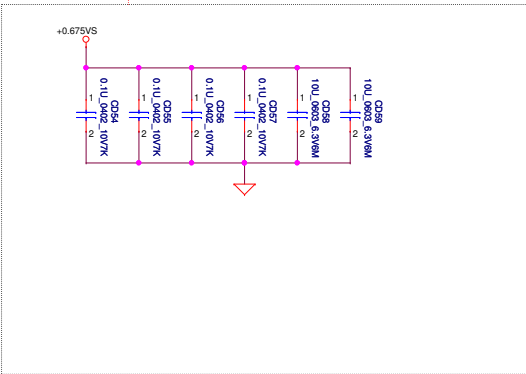 +0.675VS
1
2
CD54
0.1U_0402_10V7K
1
2
CD55
0.1U_0402_10V7K
1
2
CD56
0.1U_0402_10V7K
1
2
CD57
0.1U_0402_10V7K
1
2
CD58
10U_0603_6.3V6M
1
2
CD59
10U_0603_6.3V6M